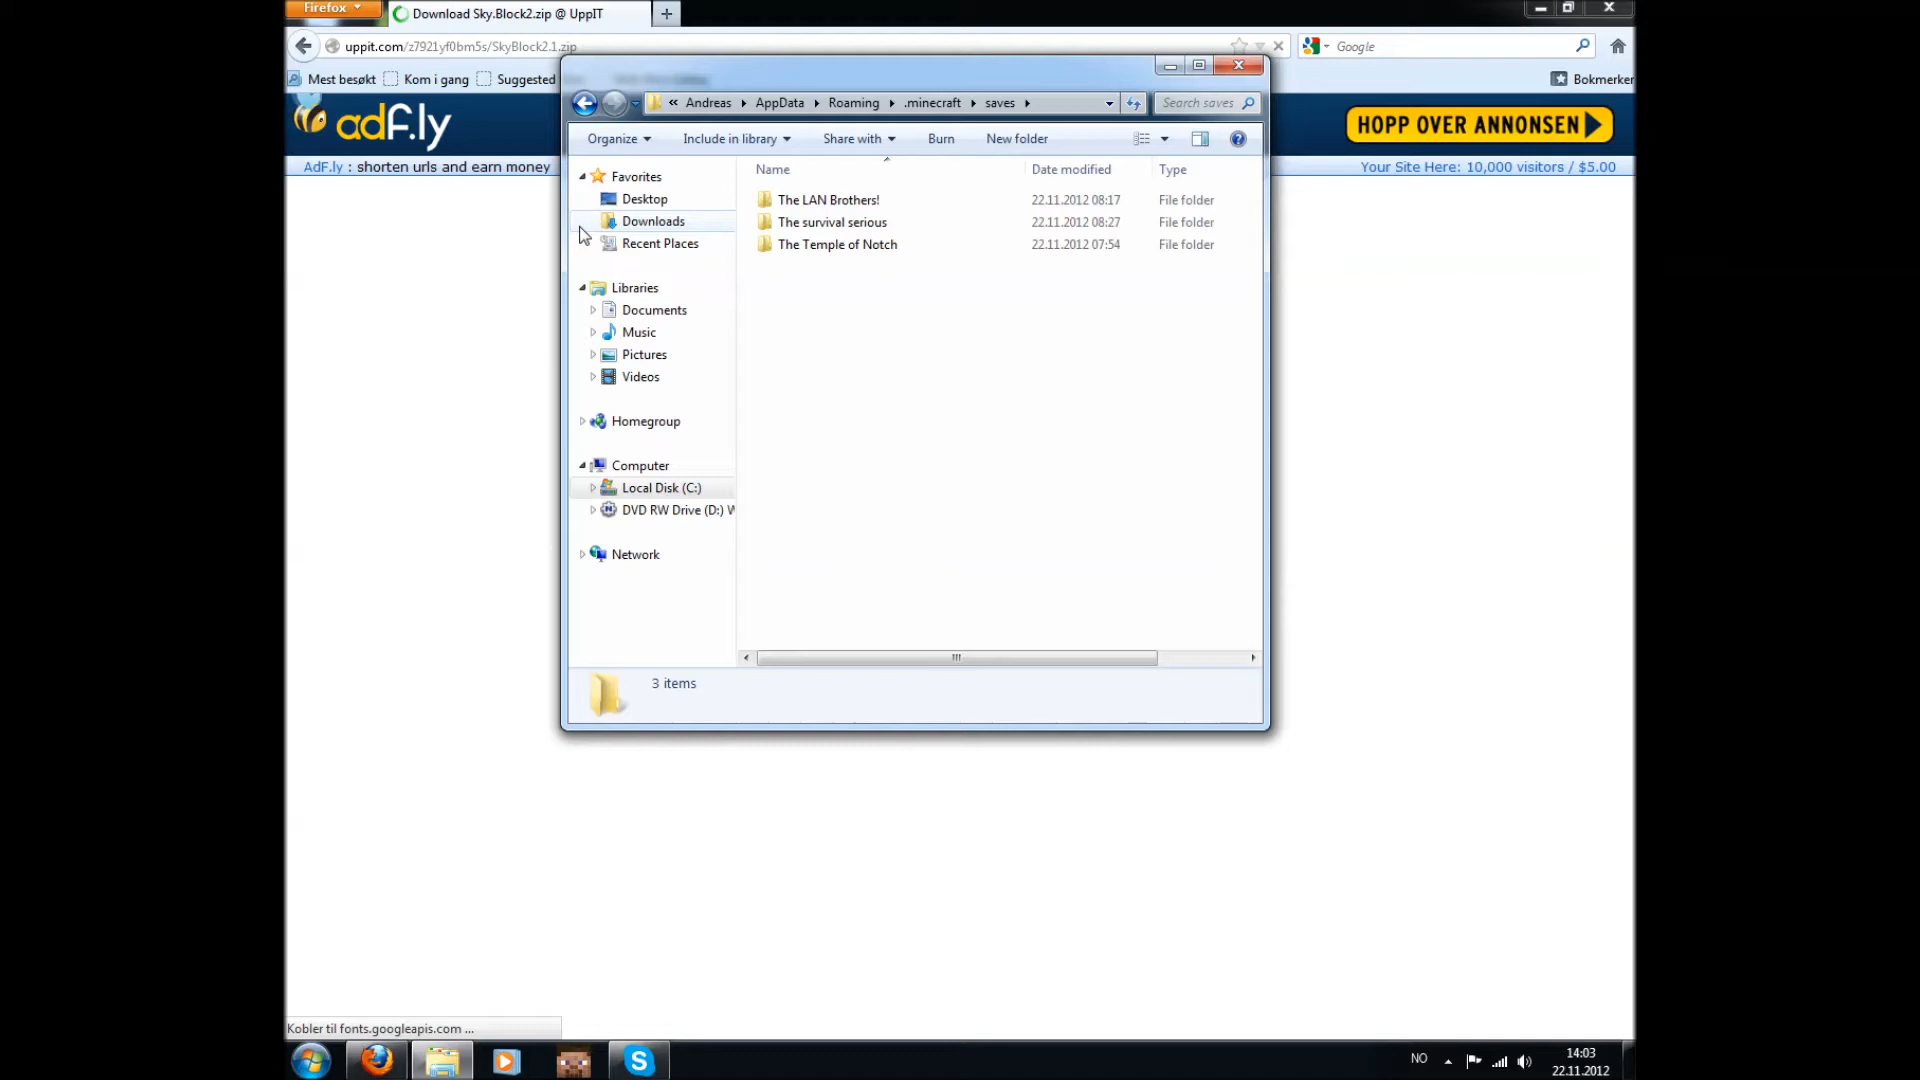 Firefox
Download Sky.Block2.zip @ UppIT
uppit.com/z7921yf0bm5s/SkyBlock2.1.zip
Google
Mest besøkt
Kom i gang
Suggested
Bokmerker
adf.ly
HOPP OVER ANNONSEN
AdF.ly : shorten urls and earn money
Your Site Here: 10,000 visitors / $5.00
« Andreas AppData Roaming .minecraft saves
Search saves
Organize
Include in library
Share with
Burn
New folder
Name
Date modified
Type
The LAN Brothers! 22.11.2012 08:17 File folder
The survival serious 22.11.2012 08:27 File folder
The Temple of Notch 22.11.2012 07:54 File folder
Favorites
Desktop
Downloads
Recent Places
Libraries
Documents
Music
Pictures
Videos
Homegroup
Computer
Local Disk (C:)
DVD RW Drive (D:) W
Network
3 items
Kobler til fonts.googleapis.com ...
NO
14:03
22.11.2012